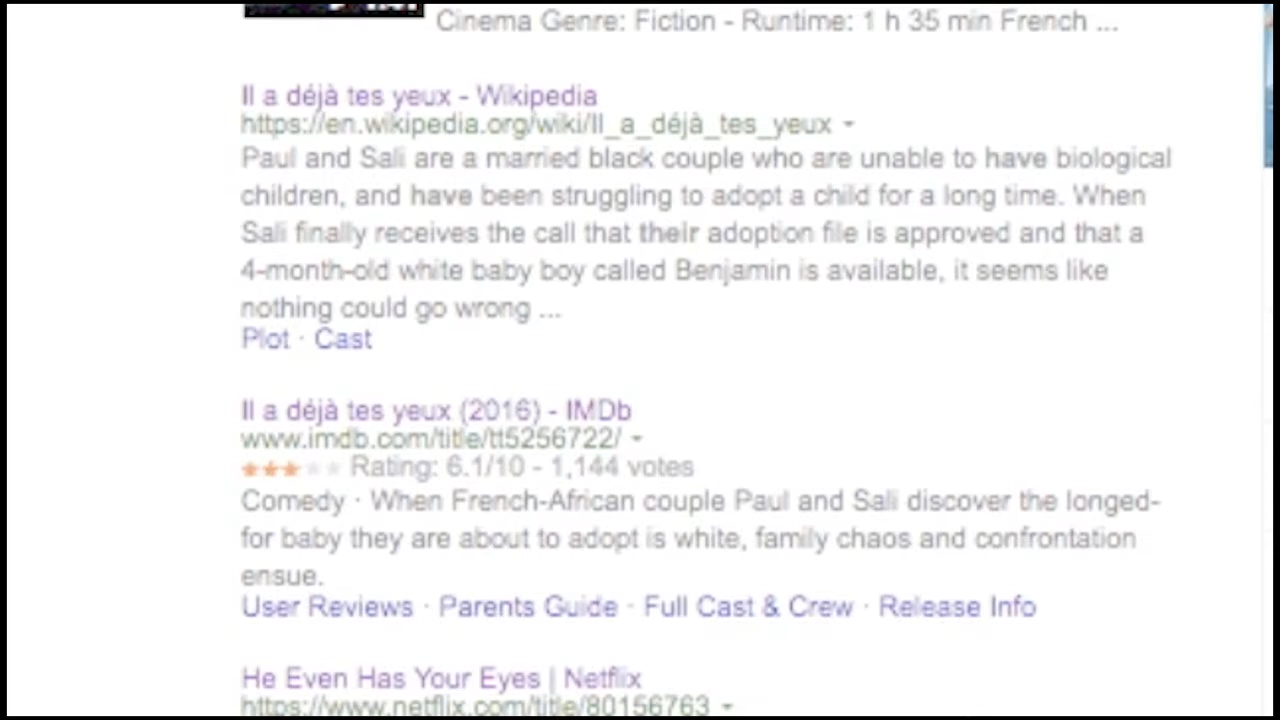 Cinema Genre: Fiction - Runtime: 1 h 35 min French ...
Il a déjà tes yeux - Wikipedia
https://en.wikipedia.org/wiki/Il_a_déjà_tes_yeux
Paul and Sali are a married black couple who are unable to have biological
children, and have been struggling to adopt a child for a long time. When
Sali finally receives the call that their adoption file is approved and that a
4-month-old white baby boy called Benjamin is available, it seems like
nothing could go wrong ...
Plot · Cast
Il a déjà tes yeux (2016) - IMDb
www.imdb.com/title/tt5256722/
Rating: 6.1/10 - 1,144 votes
Comedy · When French-African couple Paul and Sali discover the longed-
for baby they are about to adopt is white, family chaos and confrontation
ensue.
User Reviews · Parents Guide · Full Cast & Crew · Release Info
He Even Has Your Eyes | Netflix
https://www.netflix.com/title/80156763